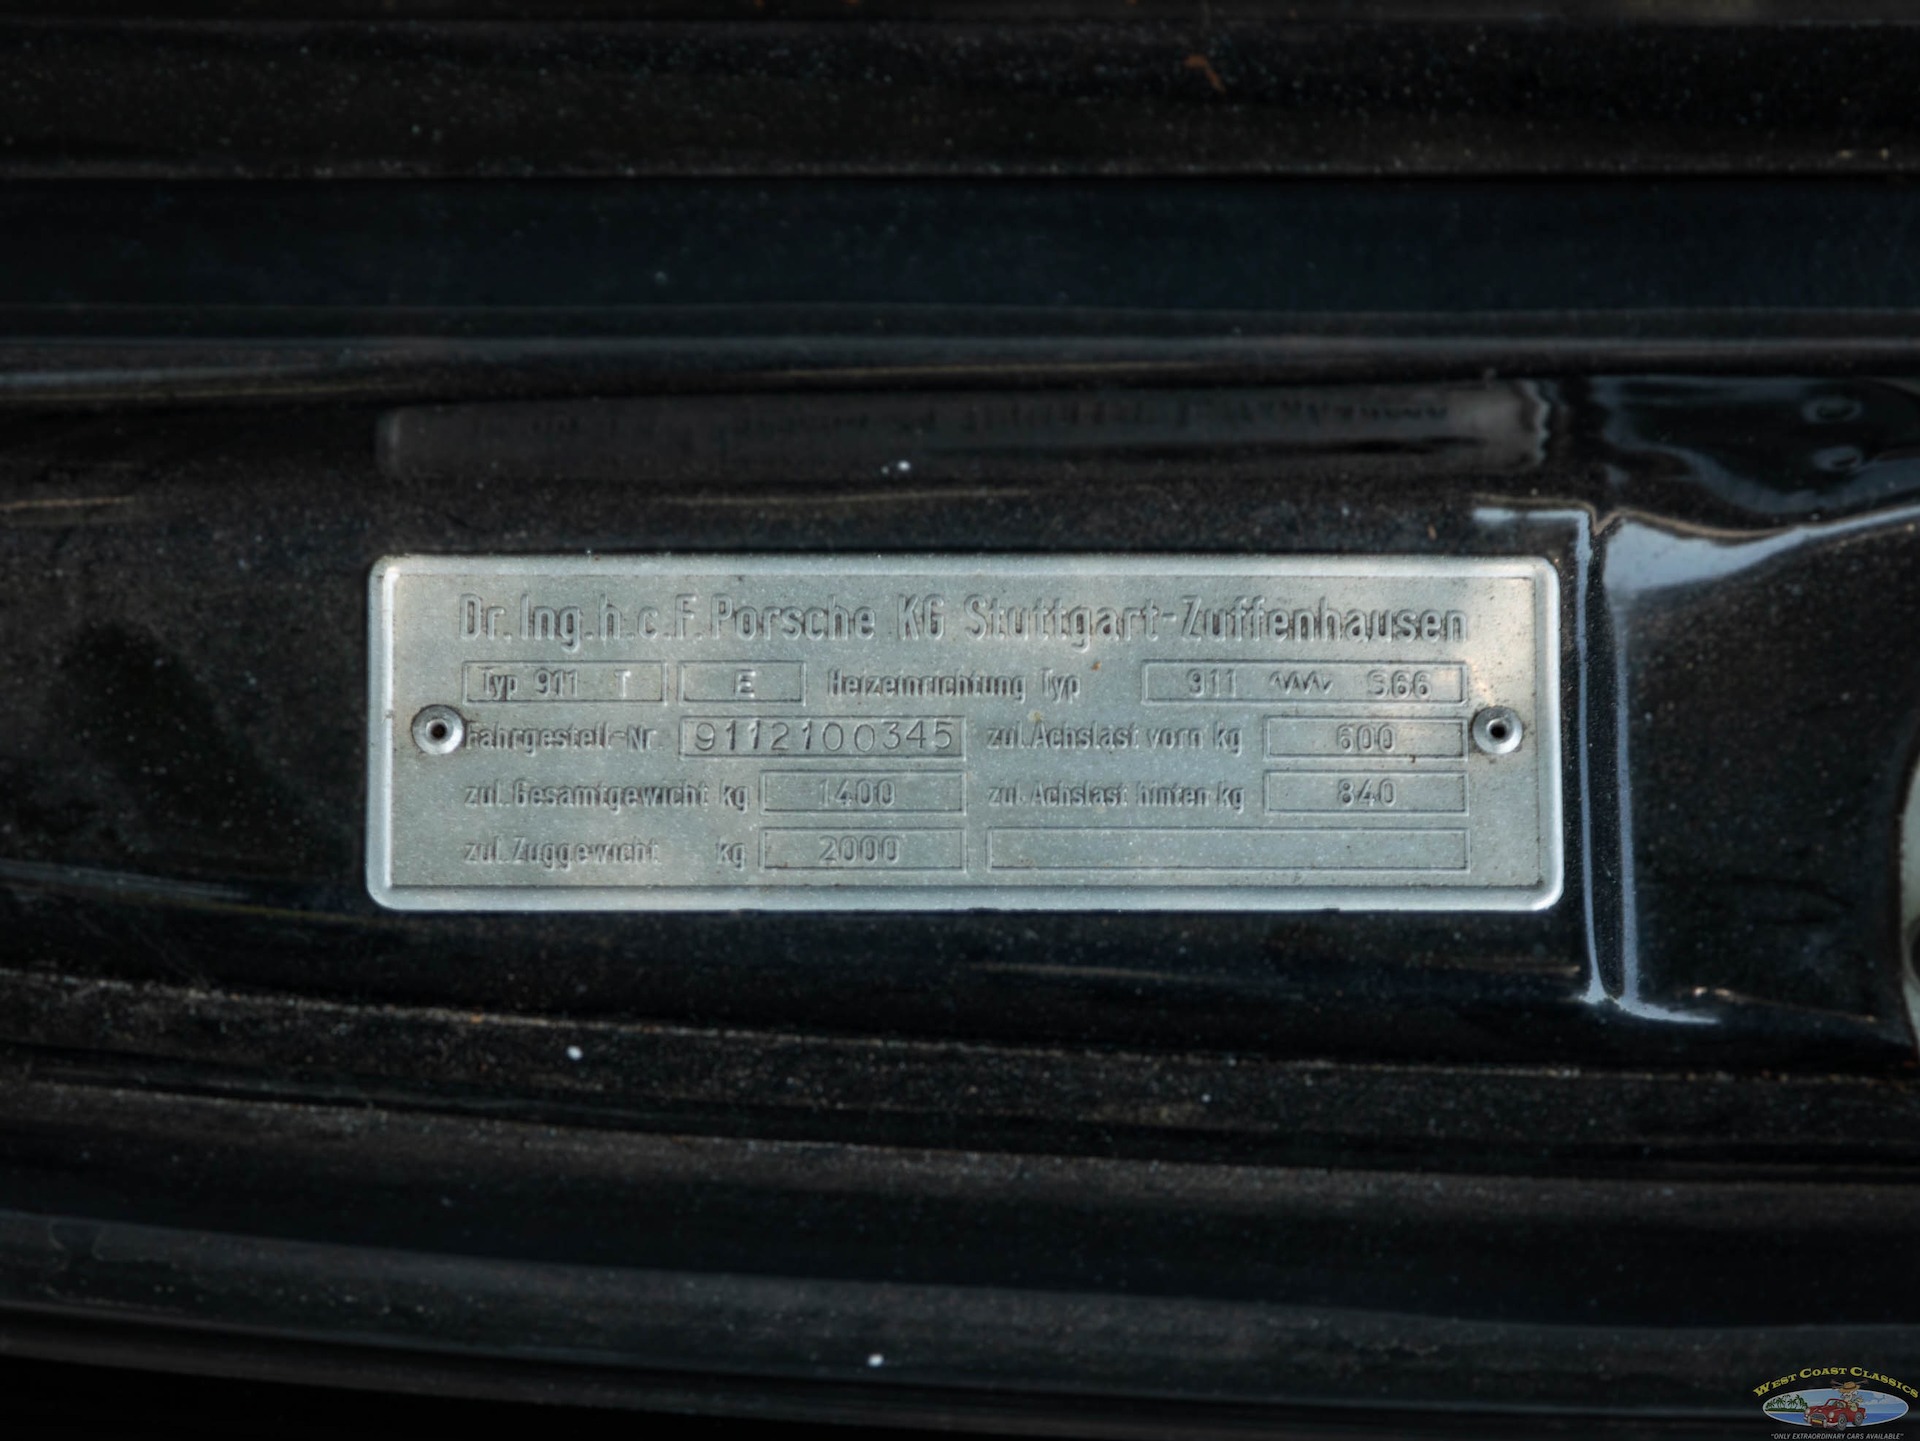 Dr. Ing. h.c. F. Porsche KG Stuttgart-Zuffenhausen
Typ 911 T E Heizeinrichtung Typ 911 S66
Fahrgestell-Nr. 9112100345 zul. Achslast vorn kg 600
zul. Gesamtgewicht kg 1400 zul. Achslast hinten kg 840
zul. Zuggewicht kg 2000
WEST COAST CLASSICS
"ONLY EXTRAORDINARY CARS AVAILABLE"